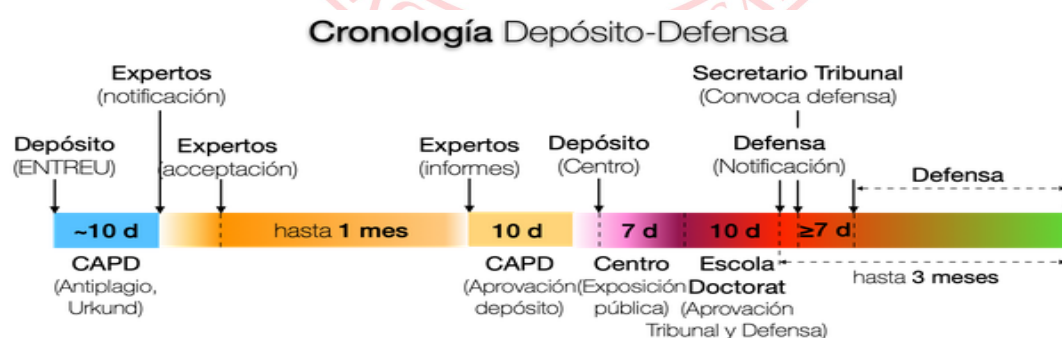 Cronología Depósito-Defensa
Expertos
(notificación)
Secretario Tribunal
(Convoca defensa)
Depósito
(ENTREU)
Expertos
(acceptación)
Expertos
(informes)
Depósito
(Centro)
Defensa
(Notificación)
Defensa
~10 d
hasta 1 mes
10 d
7 d
10 d
≥7 d
CAPD
(Antiplagio,
Urkund)
CAPD
(Aprovación
depósito)
Centro
(Exposición
pública)
Escola
Doctorat
(Aprovación
Tribunal y Defensa)
hasta 3 meses